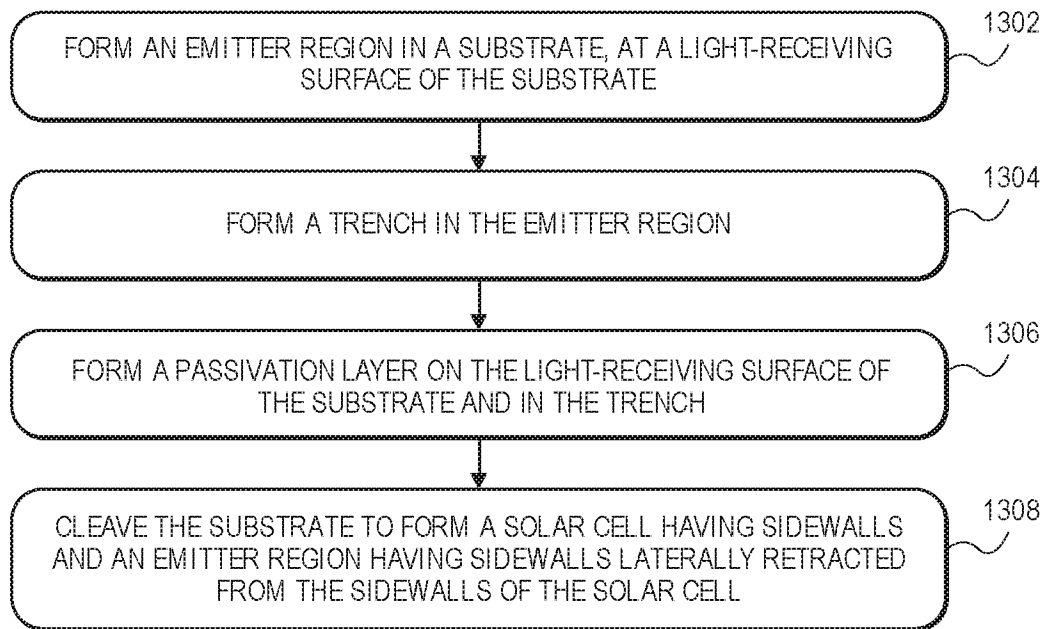 1302
FORM AN EMITTER REGION IN A SUBSTRATE, AT A LIGHT-RECEIVING
SURFACE OF THE SUBSTRATE
1304
FORM A TRENCH IN THE EMITTER REGION
1306
FORM A PASSIVATION LAYER ON THE LIGHT-RECEIVING SURFACE OF
THE SUBSTRATE AND IN THE TRENCH
1308
CLEAVE THE SUBSTRATE TO FORM A SOLAR CELL HAVING SIDEWALLS
AND AN EMITTER REGION HAVING SIDEWALLS LATERALLY RETRACTED
FROM THE SIDEWALLS OF THE SOLAR CELL